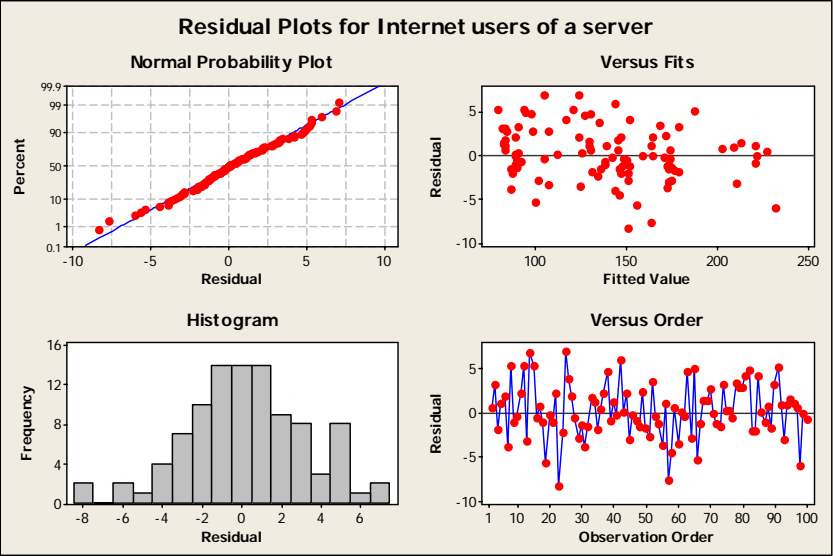 Residual Plots for Internet users of a server
Normal Probability Plot
99.9
99
90
50
10
1
0.1
Percent
-10 -5 0 5 10
Residual
Versus Fits
5
0
-5
-10
Residual
100 150 200 250
Fitted Value
Histogram
16
12
8
4
0
Frequency
-8 -6 -4 -2 0 2 4 6
Residual
Versus Order
5
0
-5
-10
Residual
1 10 20 30 40 50 60 70 80 90 100
Observation Order